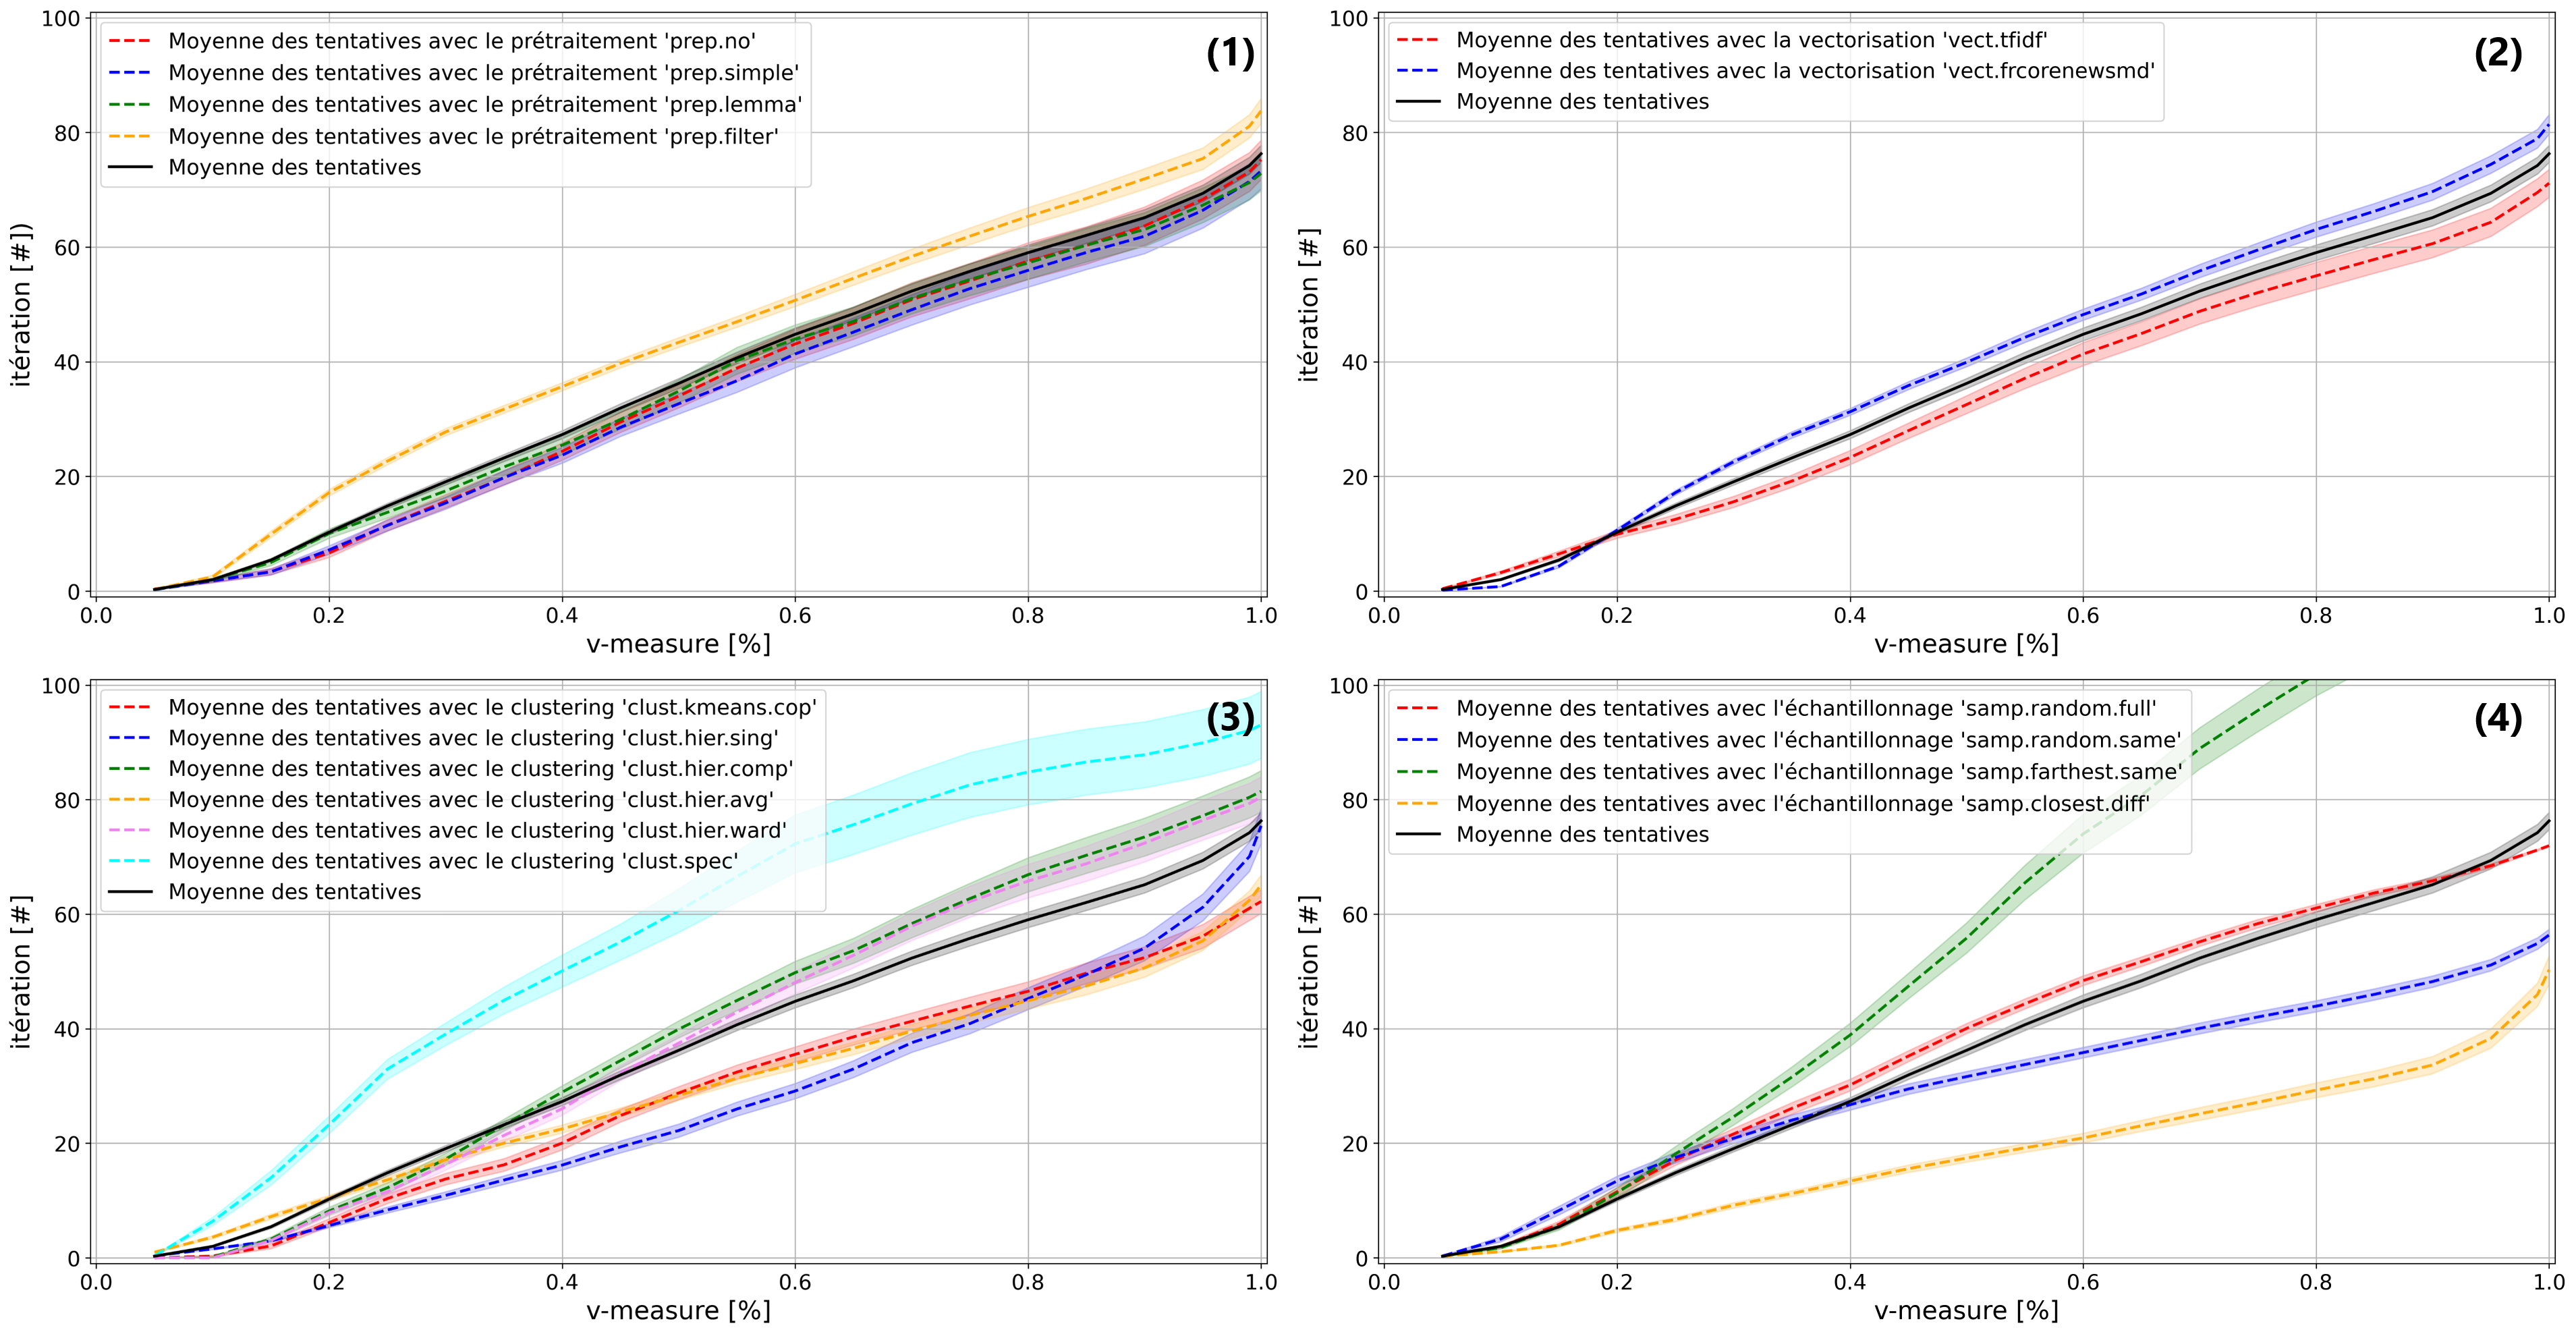 100
80
60
40
20
0
itération [#])
Moyenne des tentatives avec le prétraitement 'prep.no'
Moyenne des tentatives avec le prétraitement 'prep.simple'
Moyenne des tentatives avec le prétraitement 'prep.lemma'
Moyenne des tentatives avec le prétraitement 'prep.filter'
Moyenne des tentatives
(1)
0.0 0.2 0.4 0.6 0.8 1.0
v-measure [%]
100
80
60
40
20
0
itération [#]
Moyenne des tentatives avec la vectorisation 'vect.tfidf'
Moyenne des tentatives avec la vectorisation 'vect.frcorenewsmd'
Moyenne des tentatives
(2)
0.0 0.2 0.4 0.6 0.8 1.0
v-measure [%]
100
80
60
40
20
0
itération [#]
Moyenne des tentatives avec le clustering 'clust.kmeans.cop'
Moyenne des tentatives avec le clustering 'clust.hier.sing'
Moyenne des tentatives avec le clustering 'clust.hier.comp'
Moyenne des tentatives avec le clustering 'clust.hier.avg'
Moyenne des tentatives avec le clustering 'clust.hier.ward'
Moyenne des tentatives avec le clustering 'clust.spec'
Moyenne des tentatives
(3)
0.0 0.2 0.4 0.6 0.8 1.0
v-measure [%]
100
80
60
40
20
0
itération [#]
Moyenne des tentatives avec l'échantillonnage 'samp.random.full'
Moyenne des tentatives avec l'échantillonnage 'samp.random.same'
Moyenne des tentatives avec l'échantillonnage 'samp.farthest.same'
Moyenne des tentatives avec l'échantillonnage 'samp.closest.diff'
Moyenne des tentatives
(4)
0.0 0.2 0.4 0.6 0.8 1.0
v-measure [%]